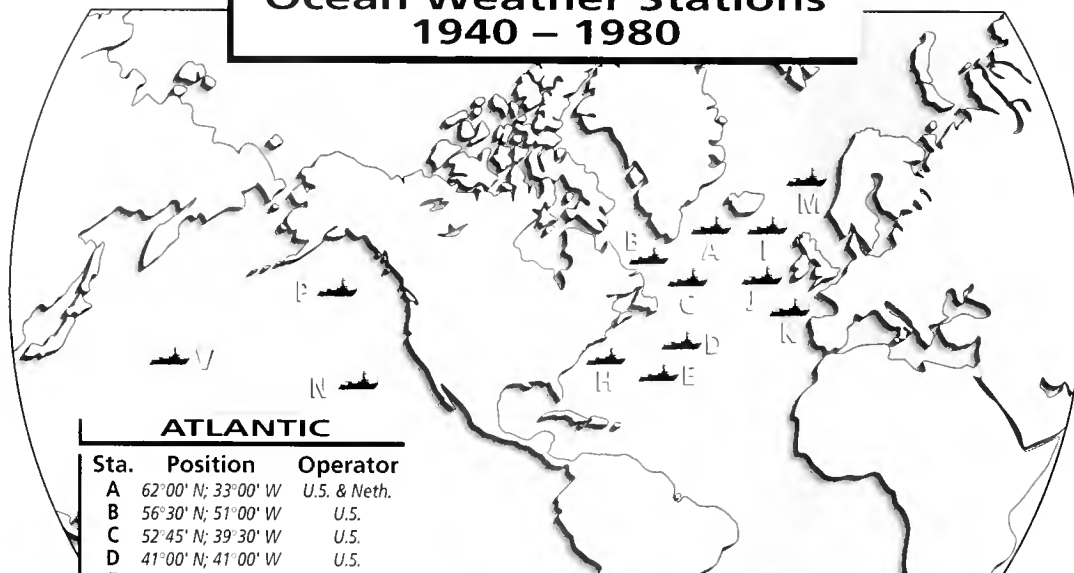 Ocean Weather Stations
1940 – 1980
M
B
A
I
P
C
J
K
D
V
H
E
N
ATLANTIC
Sta. Position Operator
A 62°00' N; 33°00' W U.S. & Neth.
B 56°30' N; 51°00' W U.S.
C 52°45' N; 39°30' W U.S.
D 41°00' N; 41°00' W U.S.